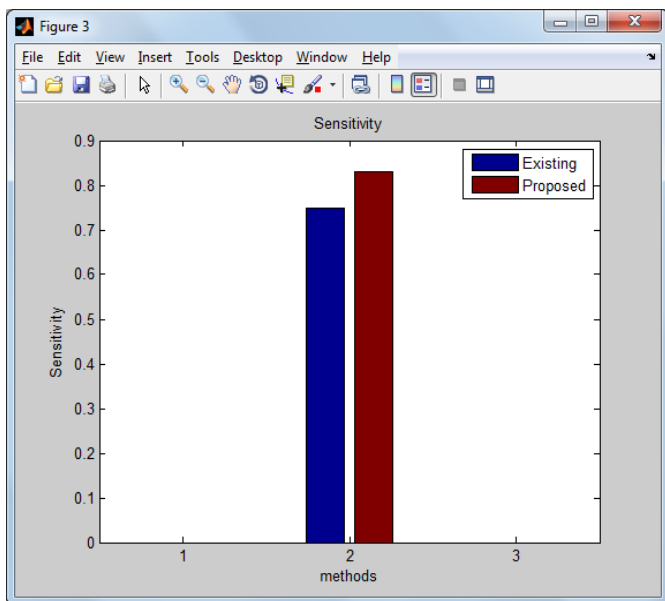 Figure 3
File Edit View Insert Tools Desktop Window Help
Sensitivity
0.9
0.8
0.7
0.6
0.5
0.4
0.3
0.2
0.1
0
Sensitivity
Existing
Proposed
1 2 3
methods